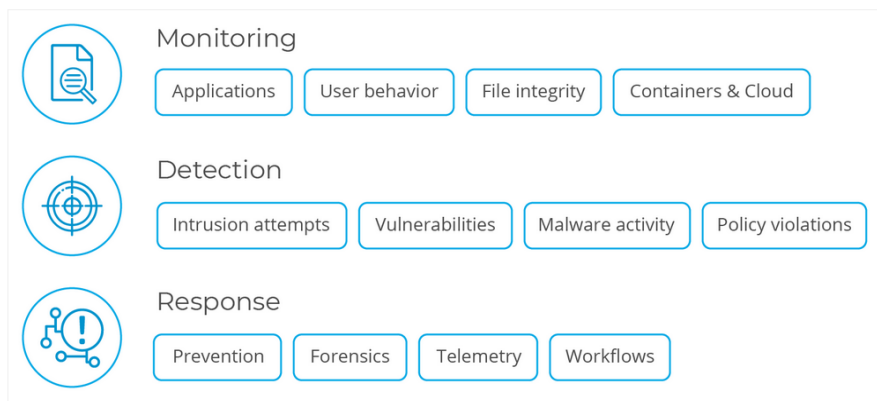 Monitoring
Applications User behavior File integrity Containers & Cloud
Detection
Intrusion attempts Vulnerabilities Malware activity Policy violations
Response
Prevention Forensics Telemetry Workflows